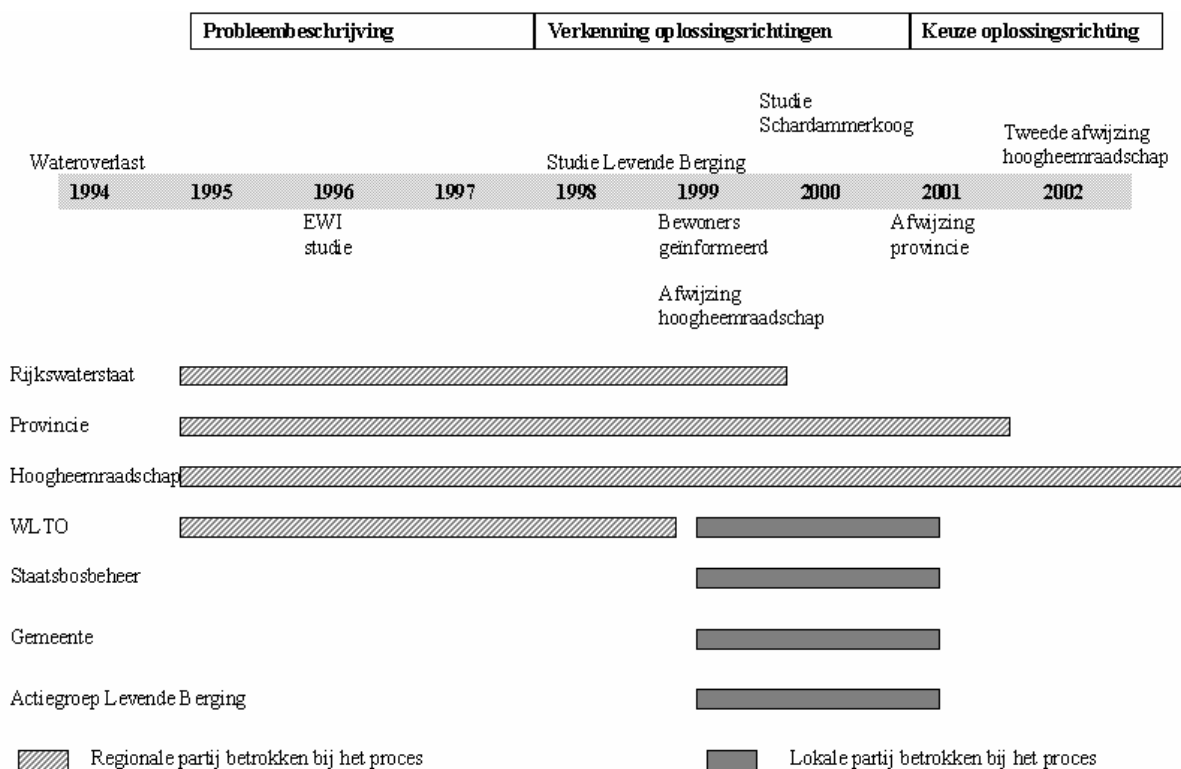 Probleembeschrijving Verkenning oplossingsrichtingen Keuze oplossingsrichting
Studie
Schardammerkoog
Tweede afwijzing
hoogheemraadschap
Wateroverlast Studie Levende Berging
1994 1995 1996 1997 1998 1999 2000 2001 2002
EWI
studie
Bewoners
geïnformeerd
Afwijzing
provincie
Afwijzing
hoogheemraadschap
Rijkswaterstaat
Provincie
Hoogheemraadschap
WLTO
Staatsbosbeheer
Gemeente
Actiegroep Levende Berging
Regionale partij betrokken bij het proces Lokale partij betrokken bij het proces